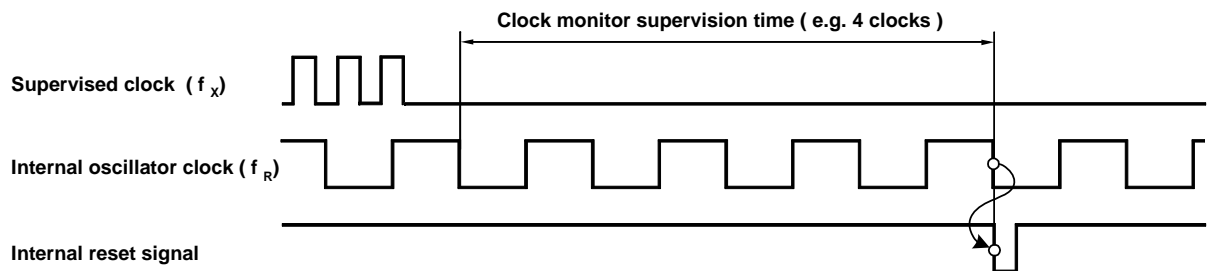 Clock monitor supervision time ( e.g. 4 clocks )
Supervised clock ( f X)
Internal oscillator clock ( f R)
Internal reset signal